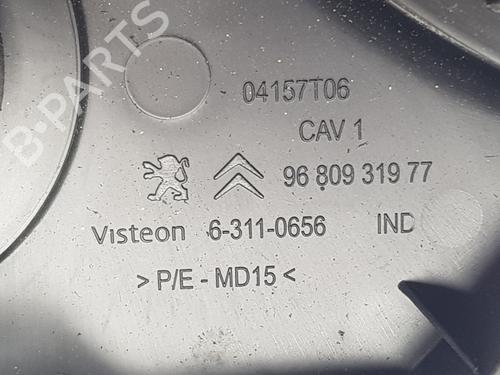 B-PARTS
04157T06
CAV 1
96 809 319 77
Visteon 6-311-0656 IND
>P/E - MD15<